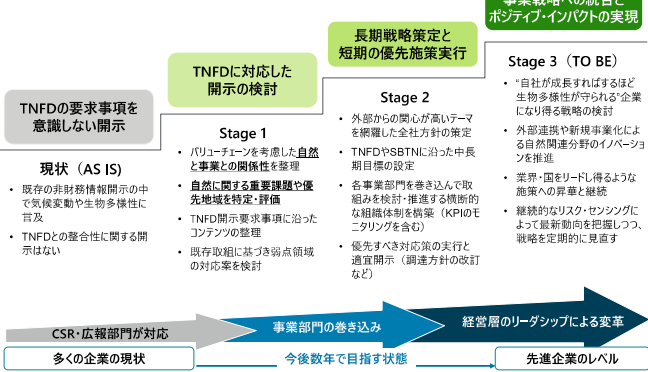 事業戦略への統合と
ポジティブ・インパクトの実現
長期戦略策定と
短期の優先施策実行
TNFDに対応した
開示の検討
TNFDの要求事項を
意識しない開示
現状（AS IS）
• 既存の非財務情報開示の中
で気候変動や生物多様性に
言及
• TNFDとの整合性に関する開
示はない
Stage 1
• バリューチェーンを考慮した自然
と事業との関係性を整理
• 自然に関する重要課題や優
先地域を特定・評価
• TNFD開示要求事項に沿った
コンテンツの整理
• 既存取組に基づき弱点領域
の対応案を検討
Stage 2
• 外部からの関心が高いテーマ
を網羅した全社方針の策定
• TNFDやSBTNに沿った中長
期目標の設定
• 各事業部門を巻き込んで取
組みを検討・推進する横断的
な組織体制を構築（KPIのモ
ニタリングを含む）
• 優先すべき対応策の実行と
適宜開示（調達方針の改訂
など）
Stage 3（TO BE）
• “自社が成長すればするほど
生物多様性が守られる”企業
になり得る戦略の検討
• 外部連携や新規事業化によ
る自然関連分野のイノベーショ
ンを推進
• 業界・国をリードし得るような
施策への昇華と継続
• 継続的なリスク・センシングに
よって最新動向を把握しつつ、
戦略を定期的に見直す
CSR・広報部門が対応
事業部門の巻き込み
経営層のリーダシップによる変革
多くの企業の現状
今後数年で目指す状態
先進企業のレベル